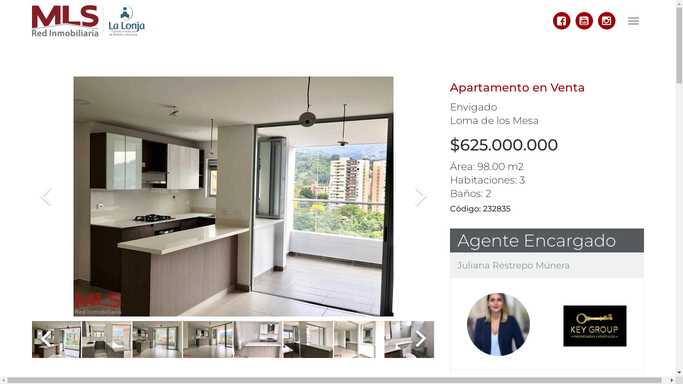 MLS
Red Inmobiliaria
La Lonja
Apartamento en Venta
Envigado
Loma de los Mesa
$625.000.000
Área: 98.00 m2
Habitaciones: 3
Baños: 2
Código: 232835
Agente Encargado
Juliana Restrepo Múnera
MLS
Red Inmobiliaria
KEY GROUP